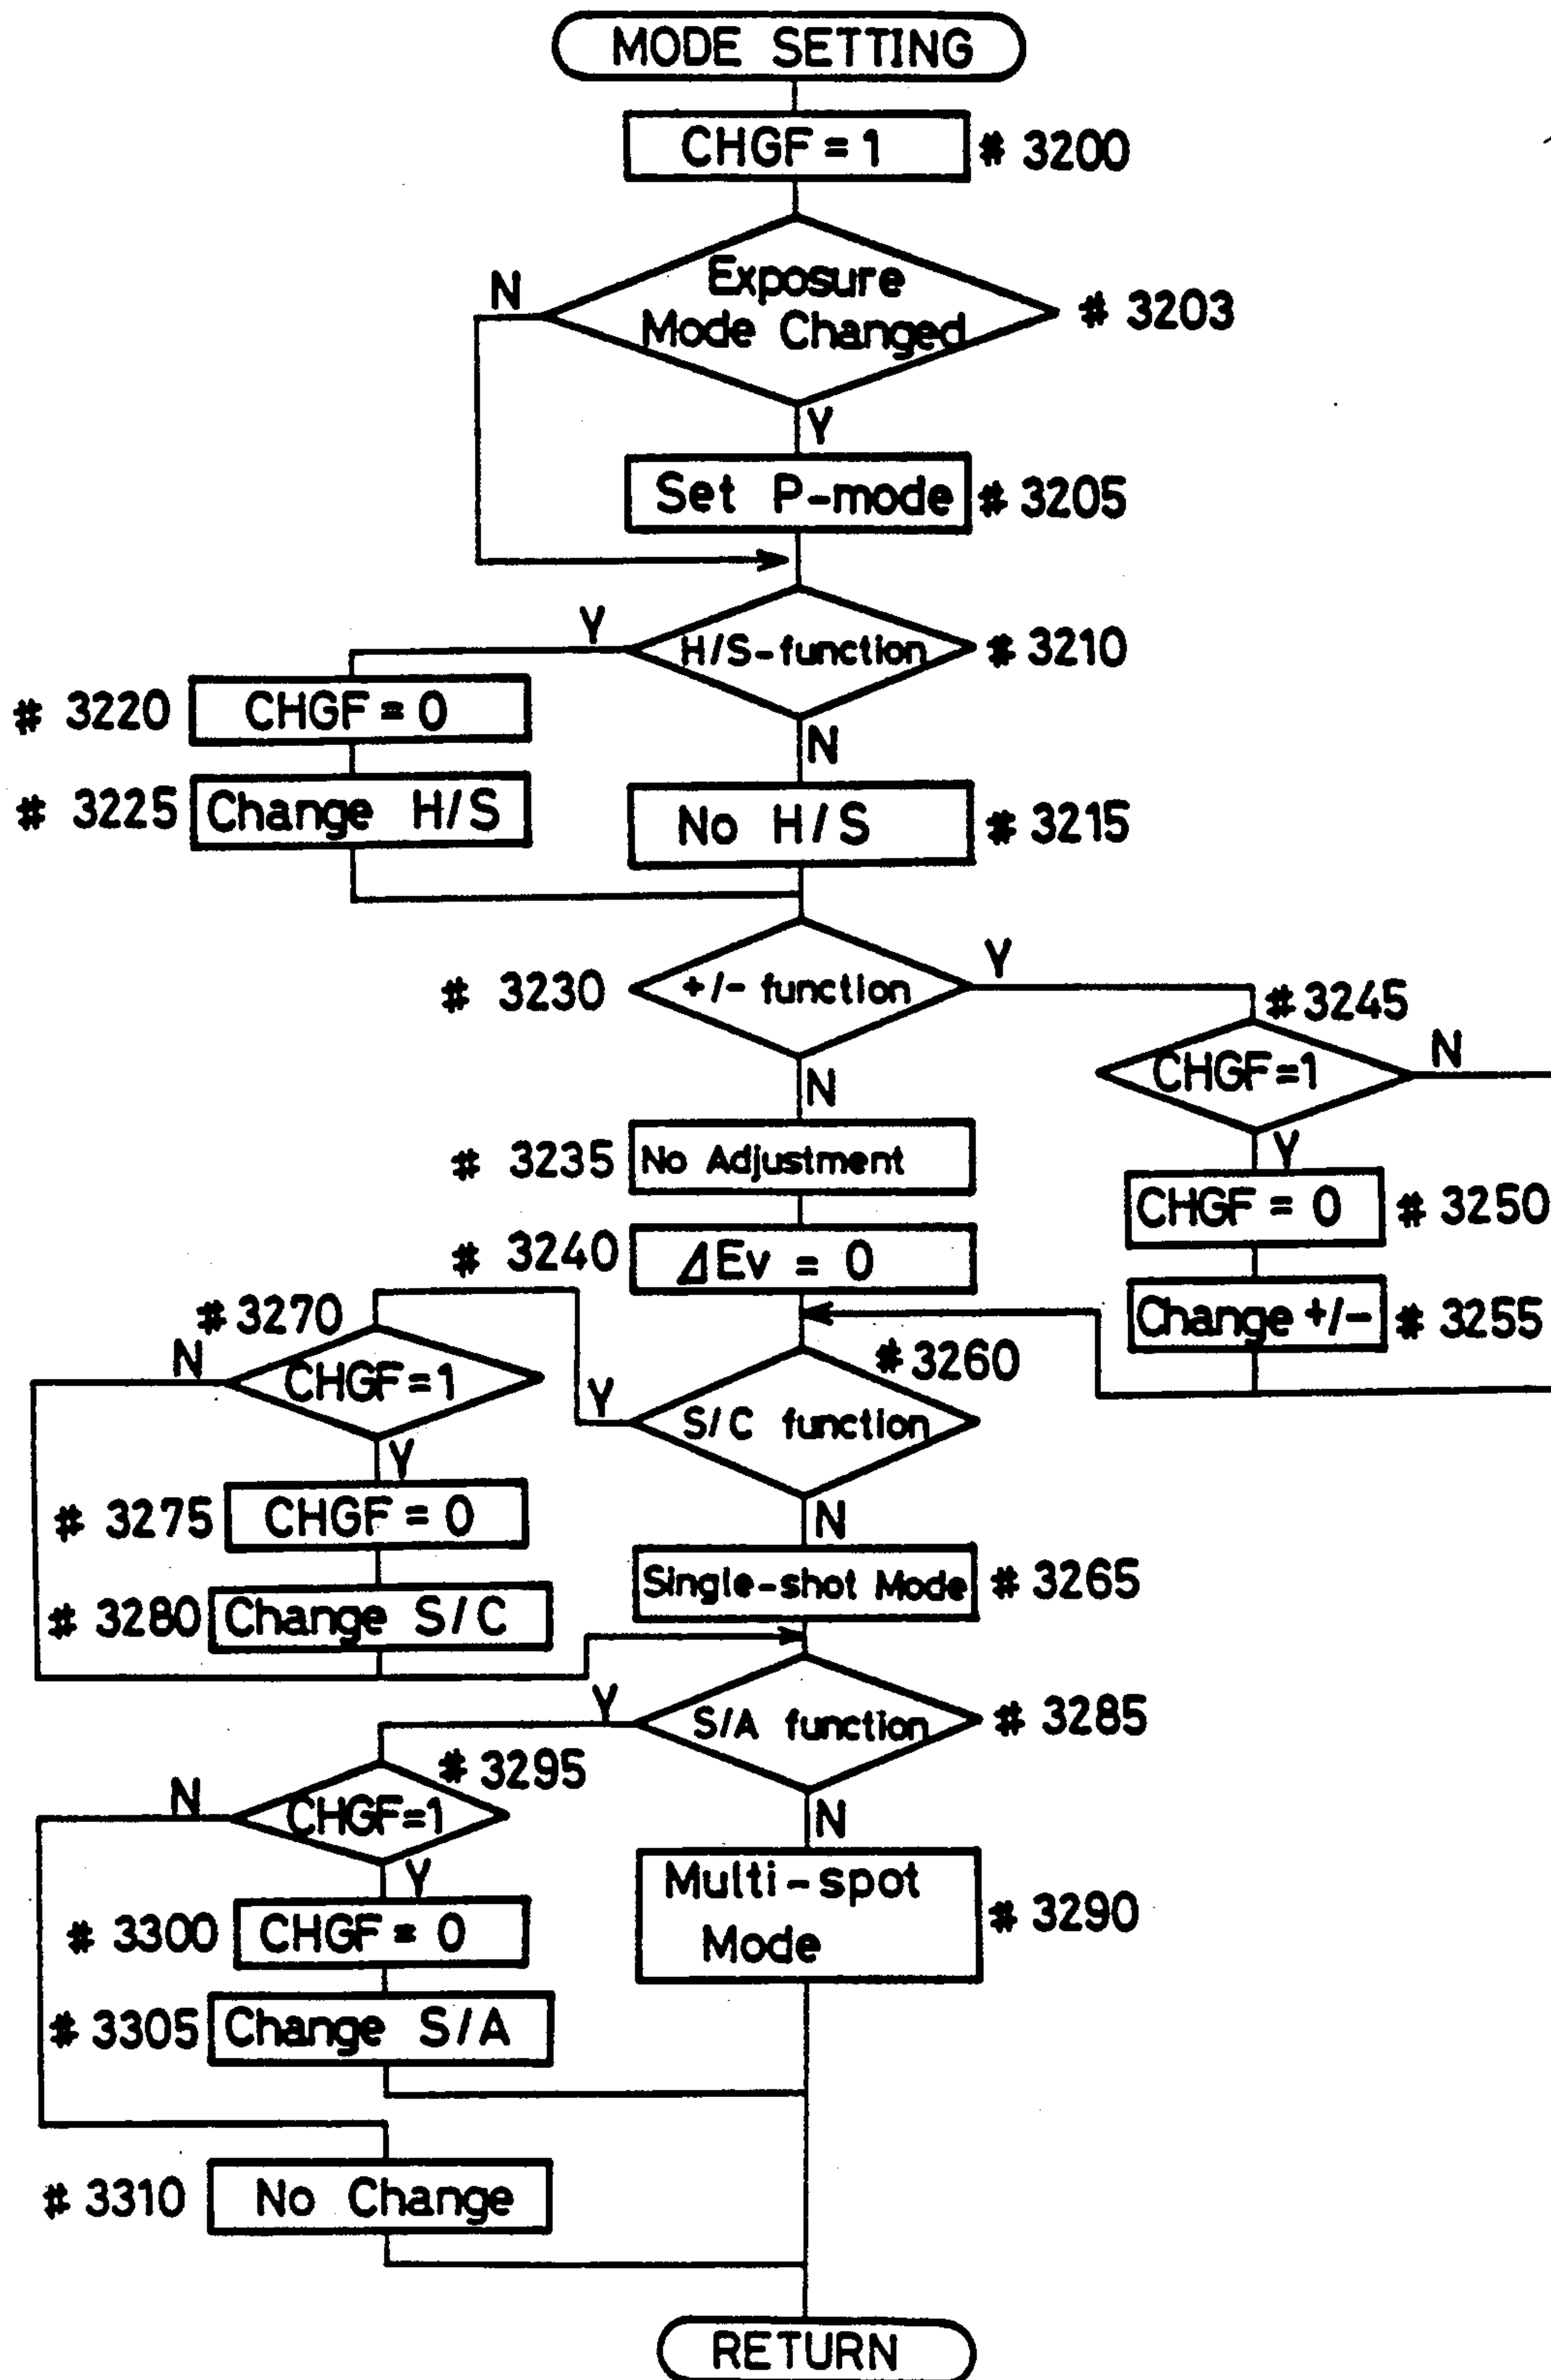 MODE SETTING
CHGF = 1 # 3200
N
Exposure
Mode Changed
# 3203
Y
Set P-mode # 3205
Y
H/S-function # 3210
# 3220 CHGF = 0
N
# 3225 Change H/S
No H/S # 3215
# 3230 +/- function
Y
# 3245
CHGF=1
N
N
Y
# 3235 No Adjustment
CHGF = 0 # 3250
# 3240 ΔEv = 0
# 3270
Change +/- # 3255
# 3260
N
CHGF=1
Y
S/C function
Y
# 3275 CHGF = 0
N
Single-shot Mode # 3265
# 3280 Change S/C
Y
S/A function # 3285
# 3295
N
CHGF=1
N
Y
Multi-spot
Mode
# 3290
# 3300 CHGF = 0
# 3305 Change S/A
# 3310 No Change
RETURN